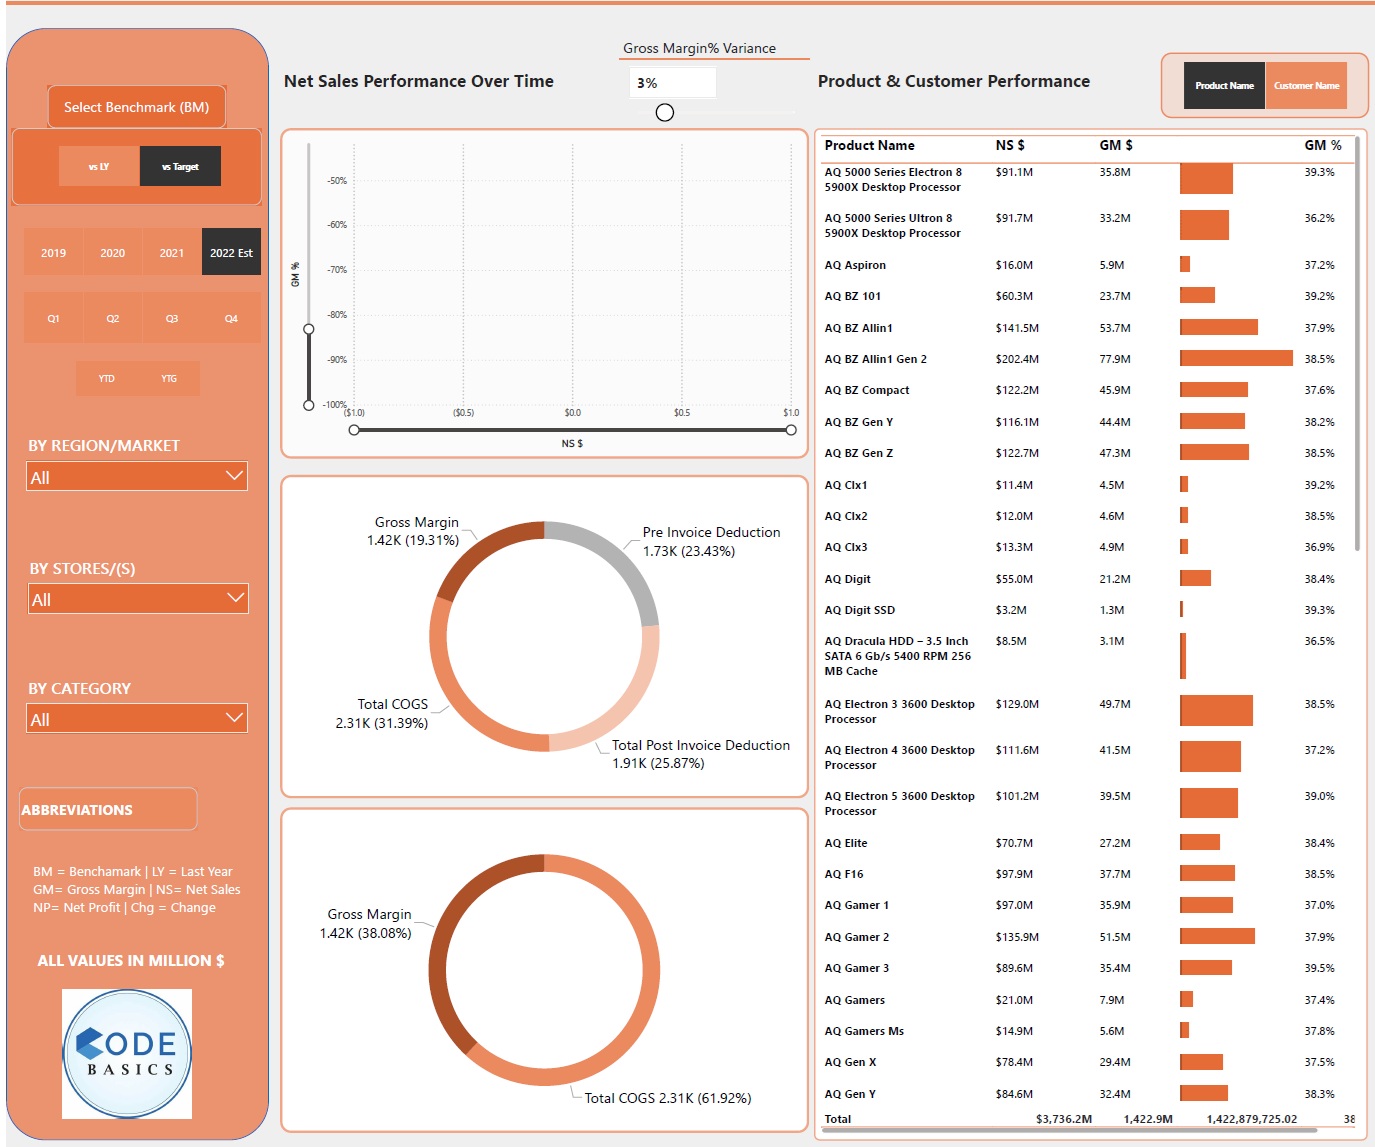 Select Benchmark (BM)
vs LY
vs Target
2019
2020
2021
2022 Est
Q1
Q2
Q3
Q4
YTD
YTG
BY REGION/MARKET
All
BY STORES/(S)
All
BY CATEGORY
All
ABBREVIATIONS
BM = Benchamark | LY = Last Year
GM= Gross Margin | NS= Net Sales
NP= Net Profit | Chg = Change
ALL VALUES IN MILLION $
CODE
BASICS
Gross Margin% Variance
Net Sales Performance Over Time
3%
GM %
-50%
-60%
-70%
-80%
-90%
-100%
($1.0)
($0.5)
$0.0
$0.5
$1.0
NS $
Gross Margin
1.42K (19.31%)
Pre Invoice Deduction
1.73K (23.43%)
Total COGS
2.31K (31.39%)
Total Post Invoice Deduction
1.91K (25.87%)
Gross Margin
1.42K (38.08%)
Total COGS 2.31K (61.92%)
Product & Customer Performance
Product Name
Customer Name
Product Name NS $ GM $ GM %
AQ 5000 Series Electron 8 $91.1M 35.8M 39.3%
5900X Desktop Processor
AQ 5000 Series Ultron 8 $91.7M 33.2M 36.2%
5900X Desktop Processor
AQ Aspiron $16.0M 5.9M 37.2%
AQ BZ 101 $60.3M 23.7M 39.2%
AQ BZ Allin1 $141.5M 53.7M 37.9%
AQ BZ Allin1 Gen 2 $202.4M 77.9M 38.5%
AQ BZ Compact $122.2M 45.9M 37.6%
AQ BZ Gen Y $116.1M 44.4M 38.2%
AQ BZ Gen Z $122.7M 47.3M 38.5%
AQ Clx1 $11.4M 4.5M 39.2%
AQ Clx2 $12.0M 4.6M 38.5%
AQ Clx3 $13.3M 4.9M 36.9%
AQ Digit $55.0M 21.2M 38.4%
AQ Digit SSD $3.2M 1.3M 39.3%
AQ Dracula HDD – 3.5 Inch $8.5M 3.1M 36.5%
SATA 6 Gb/s 5400 RPM 256
MB Cache
AQ Electron 3 3600 Desktop $129.0M 49.7M 38.5%
Processor
AQ Electron 4 3600 Desktop $111.6M 41.5M 37.2%
Processor
AQ Electron 5 3600 Desktop $101.2M 39.5M 39.0%
Processor
AQ Elite $70.7M 27.2M 38.4%
AQ F16 $97.9M 37.7M 38.5%
AQ Gamer 1 $97.0M 35.9M 37.0%
AQ Gamer 2 $135.9M 51.5M 37.9%
AQ Gamer 3 $89.6M 35.4M 39.5%
AQ Gamers $21.0M 7.9M 37.4%
AQ Gamers Ms $14.9M 5.6M 37.8%
AQ Gen X $78.4M 29.4M 37.5%
AQ Gen Y $84.6M 32.4M 38.3%
Total $3,736.2M 1,422.9M 1,422,879,725.02 38